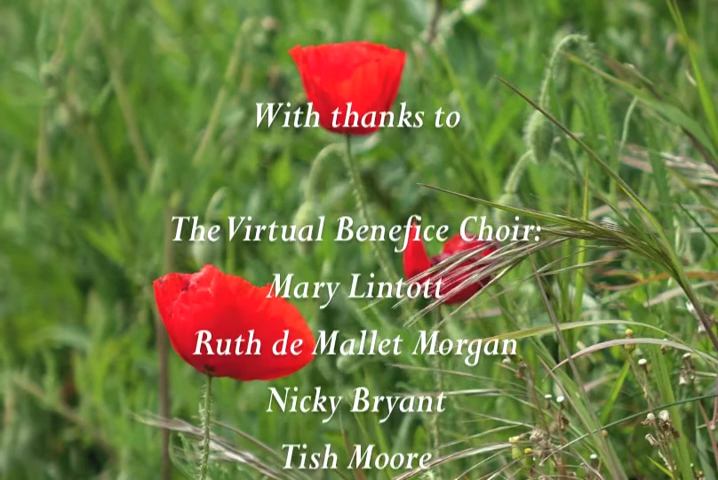 With thanks to
The Virtual Benefice Choir:
Mary Lintott
Ruth de Mallet Morgan
Nicky Bryant
Tish Moore